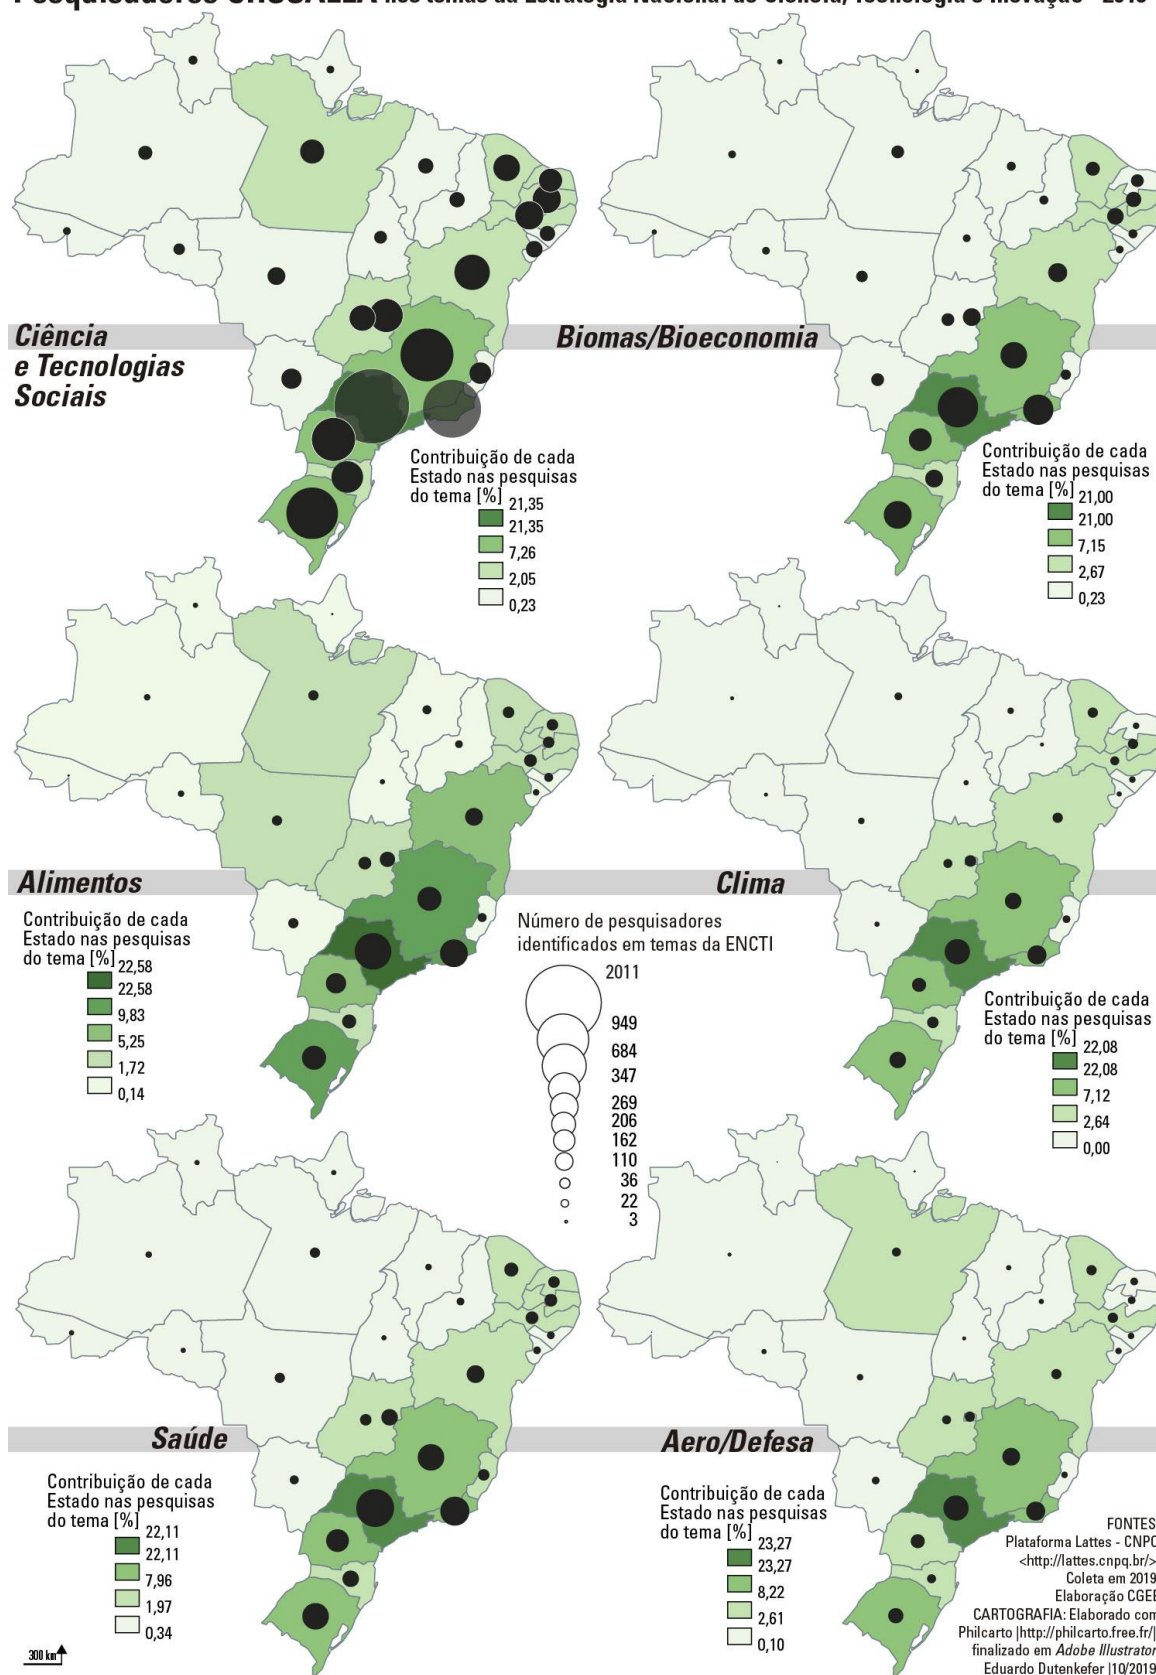 nos temas da Estratégia Nacional de Ciência, Tecnologia e Inovação - 2019
Ciência
e Tecnologias
Sociais
Contribuição de cada
Estado nas pesquisas
do tema [%]
21,35
21,35
7,26
2,05
0,23
Biomas/Bioeconomia
Contribuição de cada
Estado nas pesquisas
do tema [%]
21,00
21,00
7,15
2,67
0,23
Alimentos
Contribuição de cada
Estado nas pesquisas
do tema [%]
22,58
22,58
9,83
5,25
1,72
0,14
Clima
Número de pesquisadores
identificados em temas da ENCTI
2011
949
684
347
269
206
162
110
36
22
3
Contribuição de cada
Estado nas pesquisas
do tema [%]
22,08
22,08
7,12
2,64
0,00
Saúde
Contribuição de cada
Estado nas pesquisas
do tema [%]
22,11
22,11
7,96
1,97
0,34
300 km
Aero/Defesa
Contribuição de cada
Estado nas pesquisas
do tema [%]
23,27
23,27
8,22
2,61
0,10
FONTES
Plataforma Lattes - CNPQ
<http://lattes.cnpq.br/>
Coleta em 2019
Elaboração CGEE
CARTOGRAFIA: Elaborado com
Philcarto |http://philcarto.free.fr/|
finalizado em Adobe Illustrator
Eduardo Dutenkefer |10/2019